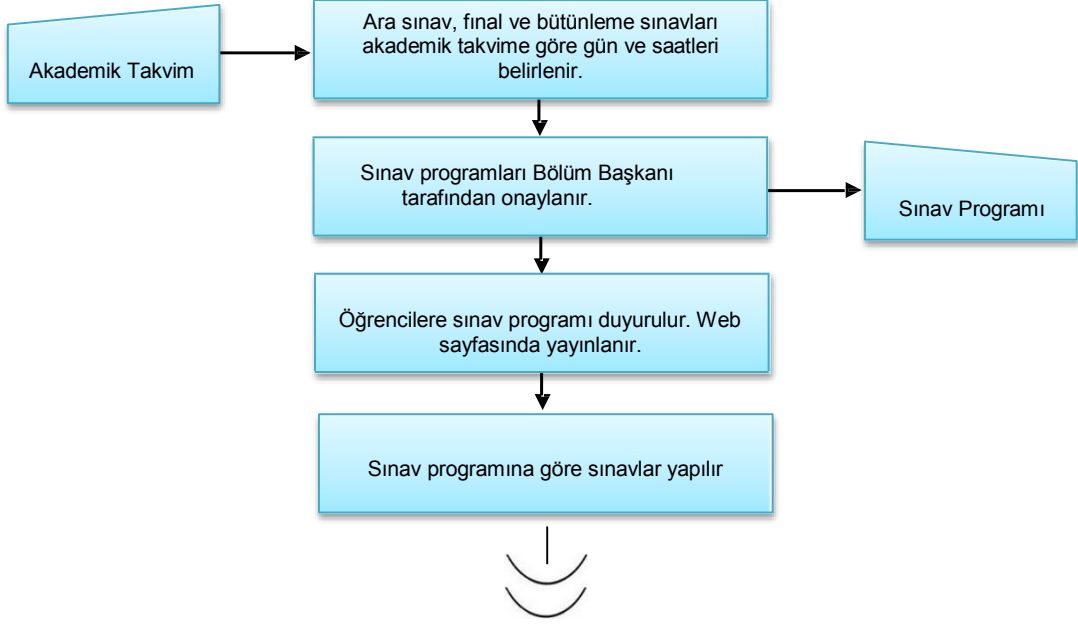 Akademik Takvim
Ara sınav, fınal ve bütünleme sınavları
akademik takvime göre gün ve saatleri
belirlenir.
Sınav programları Bölüm Başkanı
tarafından onaylanır.
Sınav Programı
Öğrencilere sınav programı duyurulur. Web
sayfasında yayınlanır.
Sınav programına göre sınavlar yapılır